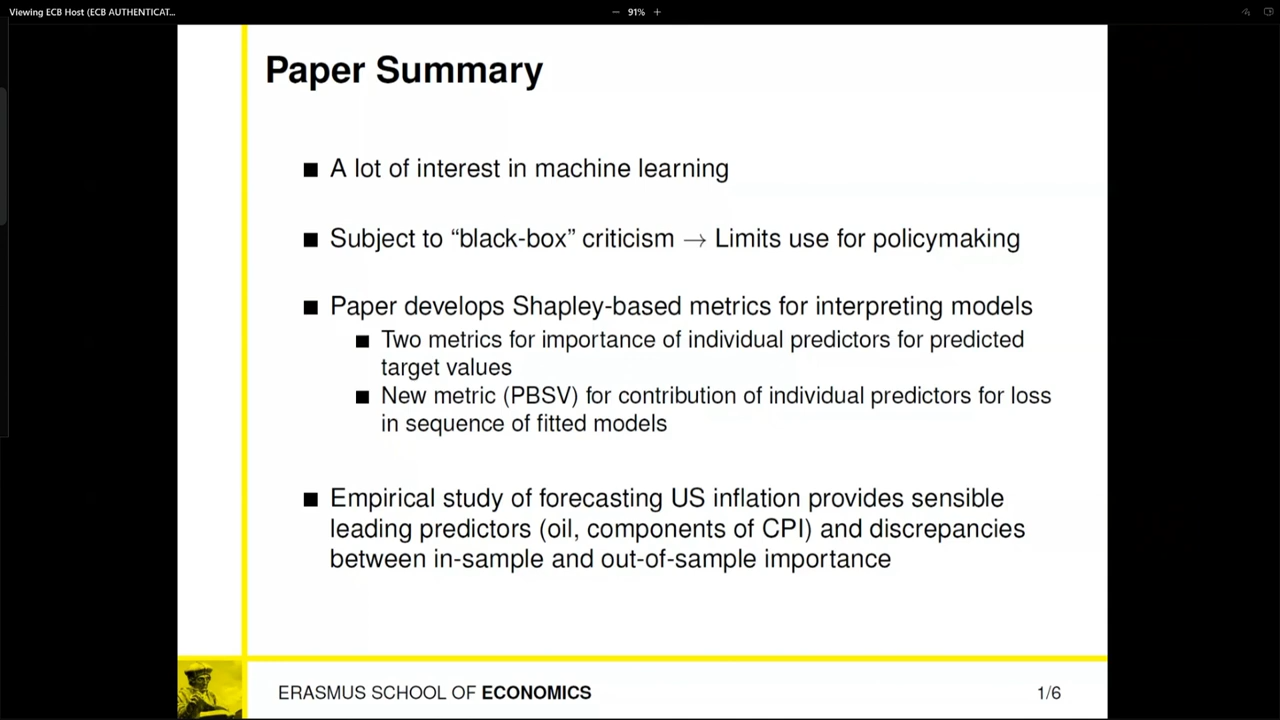 Viewing ECB Host (ECB AUTHENTICAT...
− 91% +
Paper Summary
■ A lot of interest in machine learning
■ Subject to “black-box” criticism → Limits use for policymaking
■ Paper develops Shapley-based metrics for interpreting models
■ Two metrics for importance of individual predictors for predicted
target values
■ New metric (PBSV) for contribution of individual predictors for loss
in sequence of fitted models
■ Empirical study of forecasting US inflation provides sensible
leading predictors (oil, components of CPI) and discrepancies
between in-sample and out-of-sample importance
ERASMUS SCHOOL OF ECONOMICS
1/6